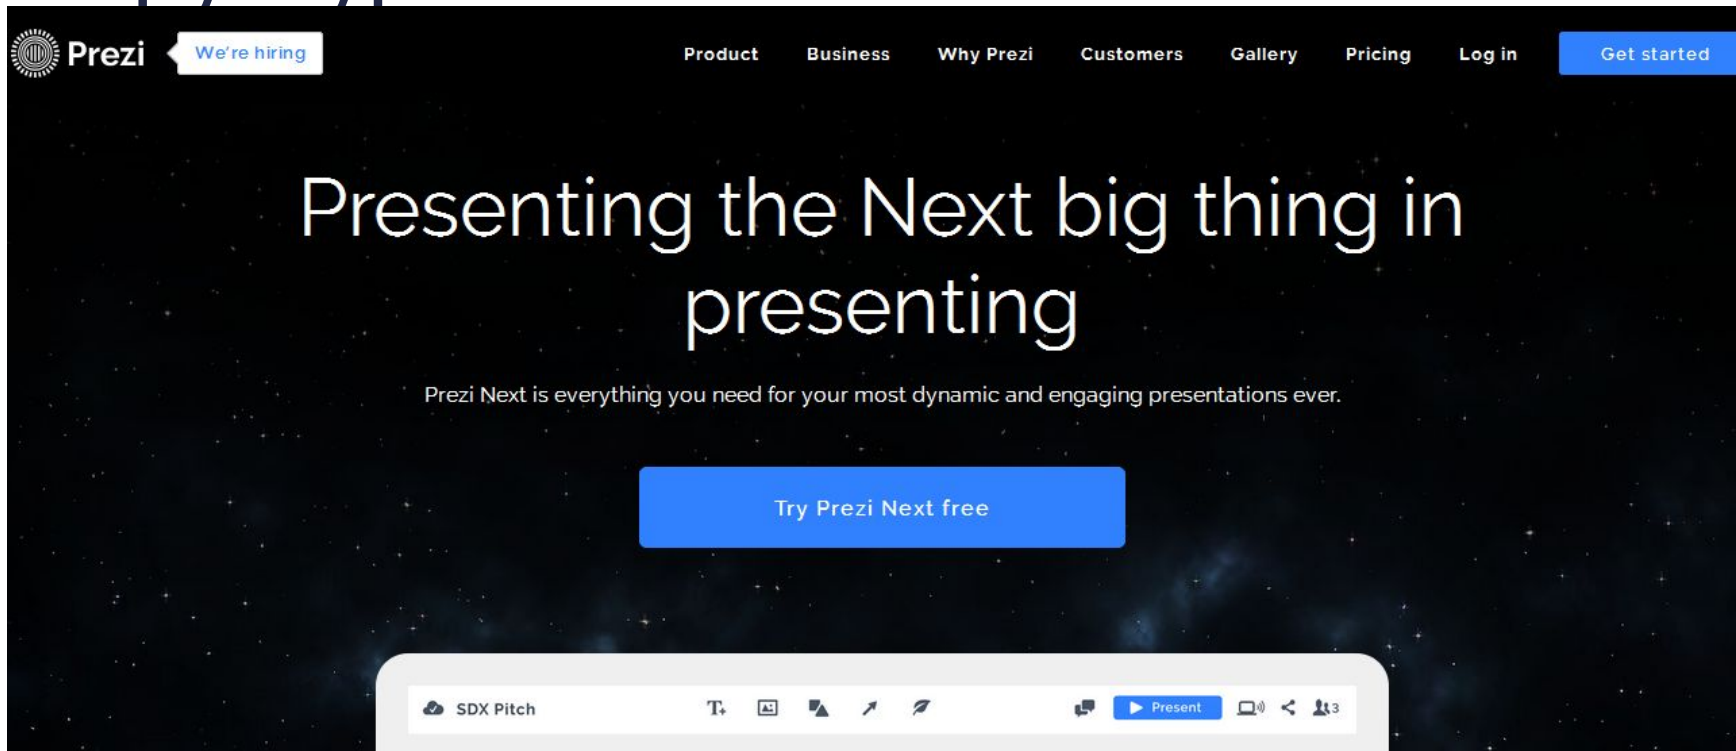 Prezi We're hiring Product Business Why Prezi Customers Gallery Pricing Log in Get started
Presenting the Next big thing in
presenting
Prezi Next is everything you need for your most dynamic and engaging presentations ever.
Try Prezi Next free
SDX Pitch T+ Present 3